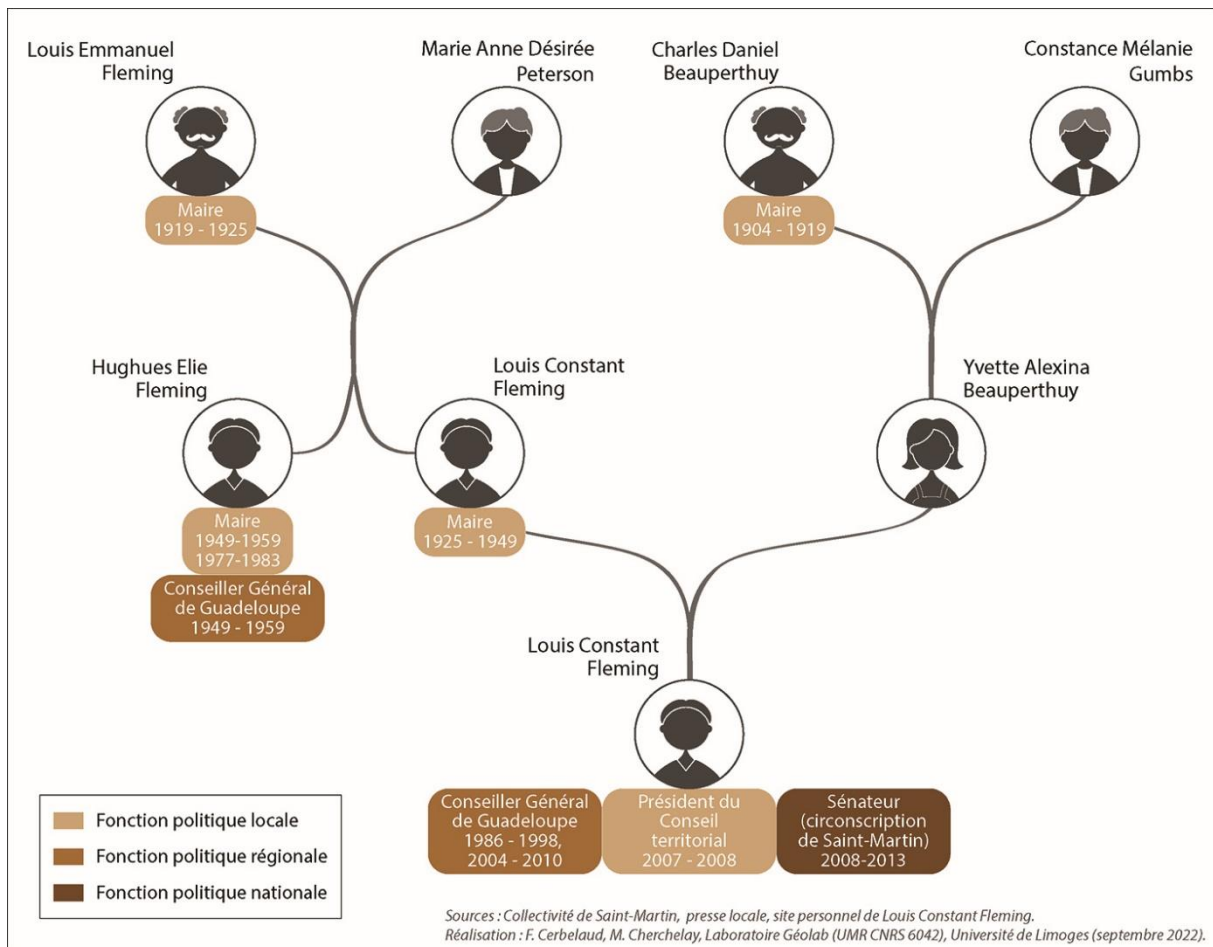 Louis Emmanuel
Fleming
Marie Anne Désirée
Peterson
Charles Daniel
Beauperthuy
Constance Mélanie
Gumbs
Maire
1919 - 1925
Maire
1904 - 1919
Hughues Elie
Fleming
Louis Constant
Fleming
Yvette Alexina
Beauperthuy
Maire
1949-1959
1977-1983
Conseiller Général
de Guadeloupe
1949 - 1959
Maire
1925 - 1949
Louis Constant
Fleming
Conseiller Général
de Guadeloupe
1986 - 1998,
2004 - 2010
Président du
Conseil
territorial
2007 - 2008
Sénateur
(circonscription
de Saint-Martin)
2008-2013
Fonction politique locale
Fonction politique régionale
Fonction politique nationale
Sources : Collectivité de Saint-Martin, presse locale, site personnel de Louis Constant Fleming.
Réalisation : F. Cerbelaud, M. Cherchelay, Laboratoire Géolab (UMR CNRS 6042), Université de Limoges (septembre 2022).